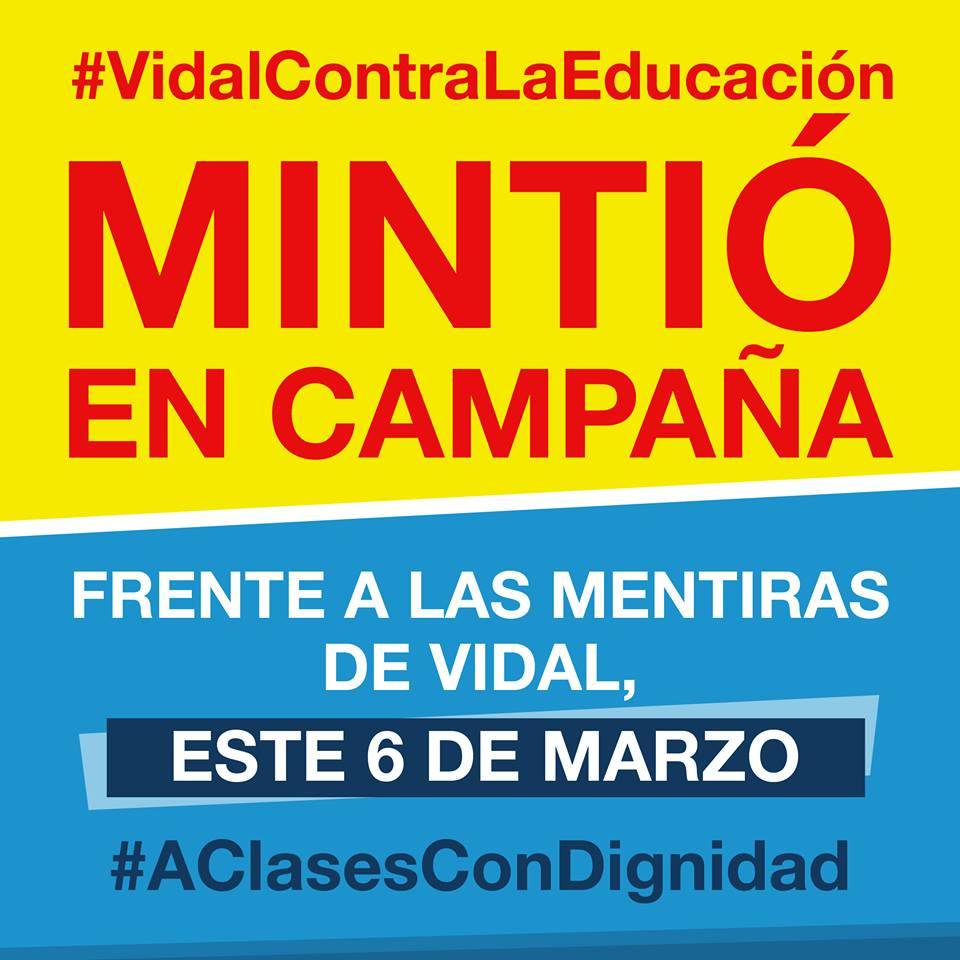 #VidalContraLaEducación
MINTIÓ
EN CAMPAÑA
FRENTE A LAS MENTIRAS
DE VIDAL,
ESTE 6 DE MARZO
#AClasesConDignidad